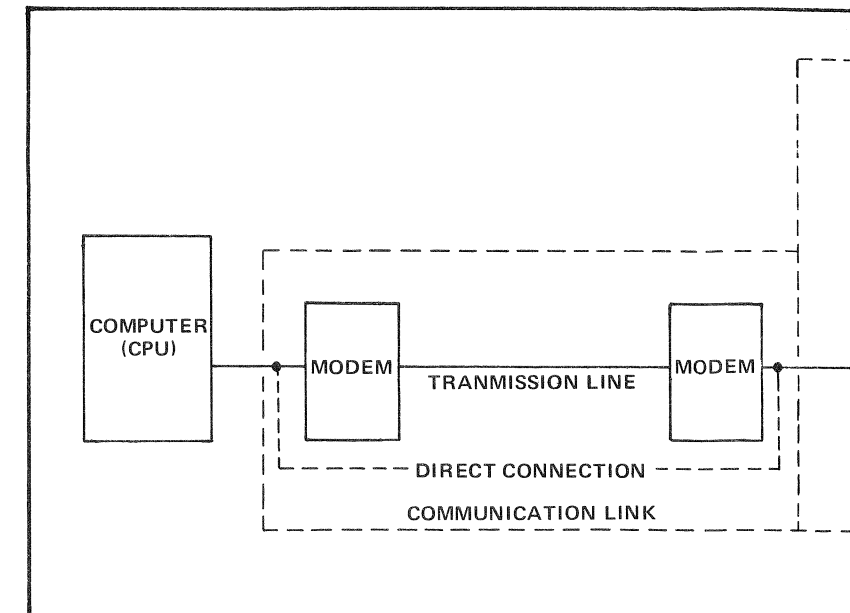 COMPUTER
(CPU)
MODEM
TRANMISSION LINE
MODEM
DIRECT CONNECTION
COMMUNICATION LINK